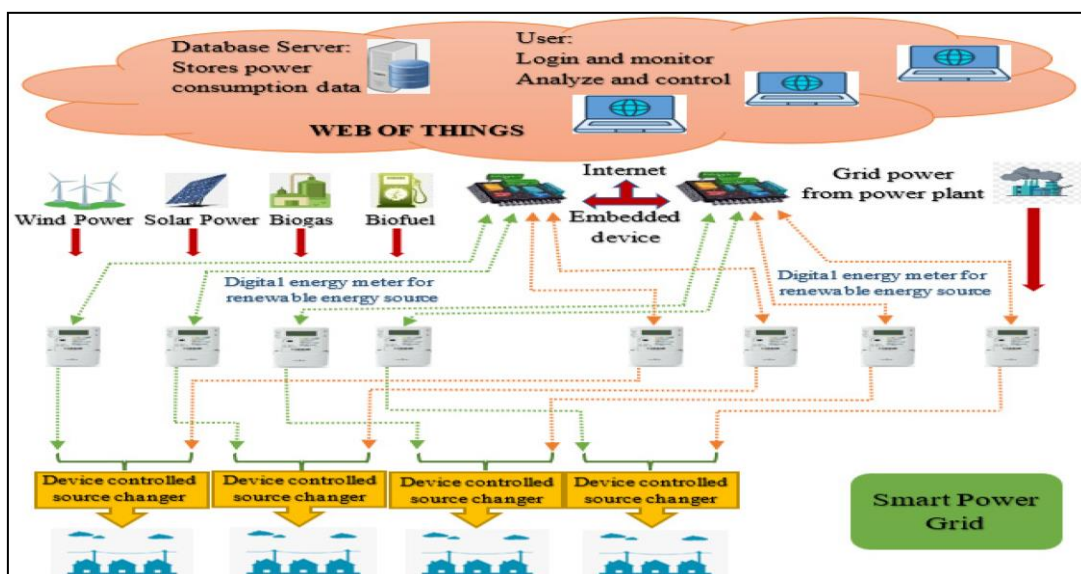 Database Server:
Stores power
consumption data
User:
Login and monitor
Analyze and control
WEB OF THINGS
Wind Power
Solar Power
Biogas
Biofuel
Internet
Embedded
device
Grid power
from power plant
Digital energy meter for
renewable energy source
Digital energy meter for
renewable energy source
Device controlled
source changer
Device controlled
source changer
Device controlled
source changer
Device controlled
source changer
Smart Power
Grid